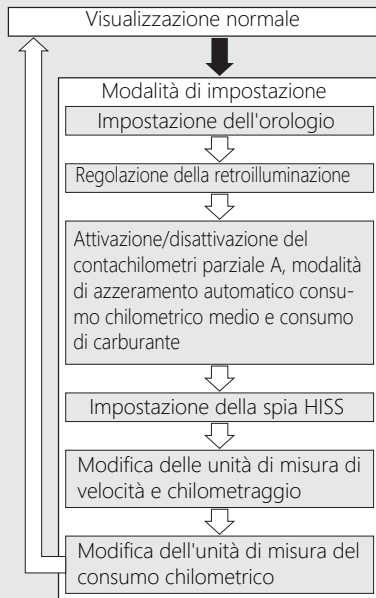 Visualizzazione normale
Modalità di impostazione
Impostazione dell'orologio
Regolazione della retroilluminazione
Attivazione/disattivazione del
contachilometri parziale A, modalità
di azzeramento automatico consu-
mo chilometrico medio e consumo
di carburante
Impostazione della spia HISS
Modifica delle unità di misura di
velocità e chilometraggio
Modifica dell'unità di misura del
consumo chilometrico